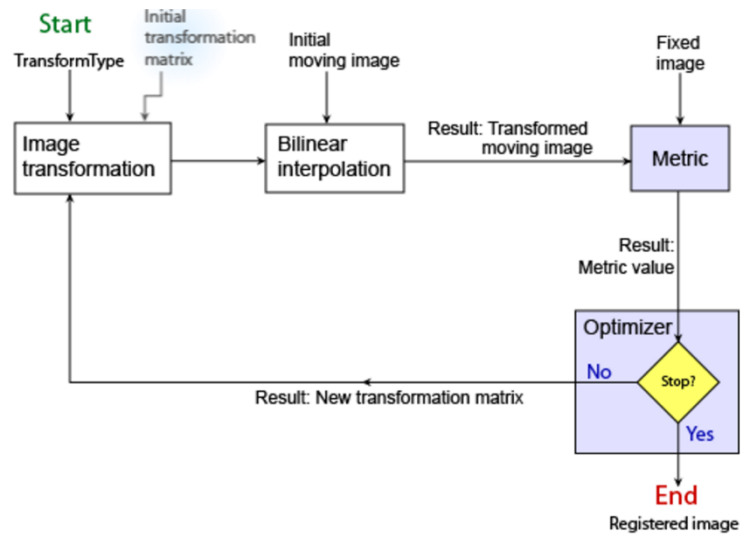 Start
TransformType
Initial
transformation
matrix
Initial
moving image
Fixed
image
Image
transformation
Bilinear
interpolation
Result: Transformed
moving image
Metric
Result:
Metric value
Optimizer
Stop?
No
Result: New transformation matrix
Yes
End
Registered image